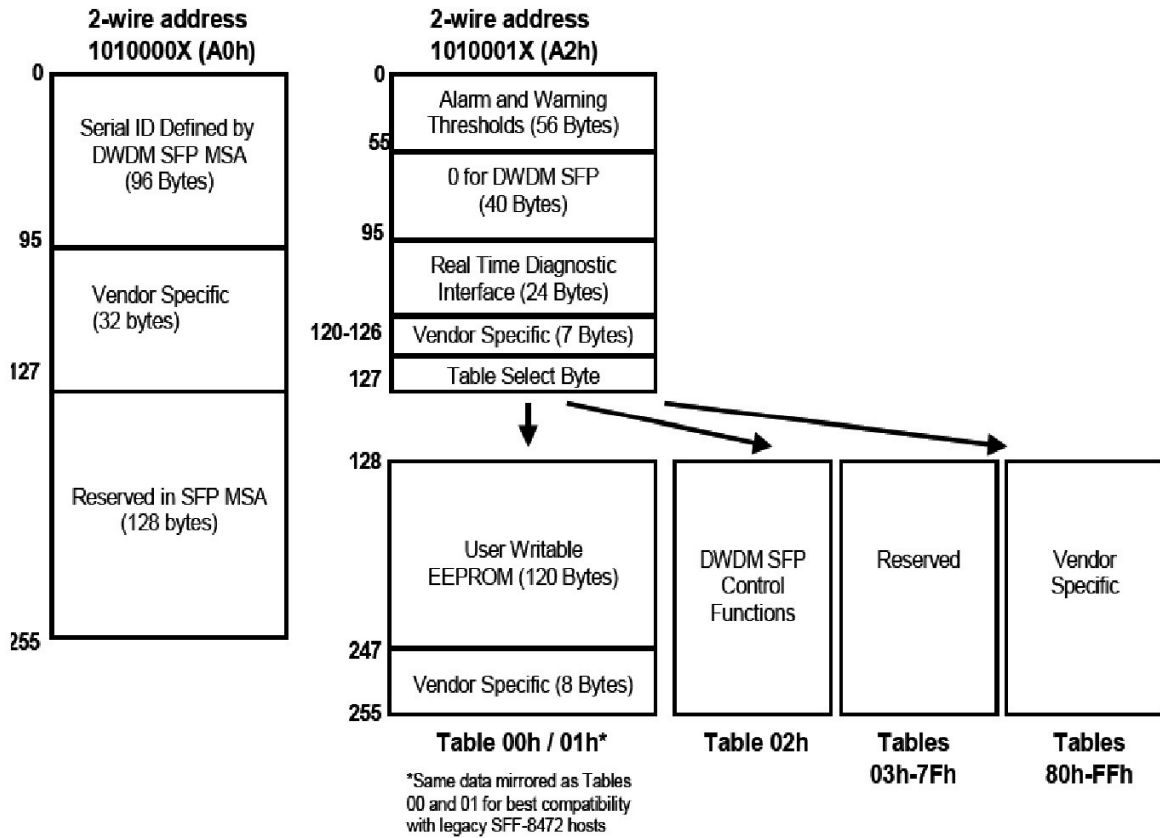 2-wire address
1010000X (A0h)
0
Serial ID Defined by
DWDM SFP MSA
(96 Bytes)
95
Vendor Specific
(32 bytes)
127
Reserved in SFP MSA
(128 bytes)
255
2-wire address
1010001X (A2h)
0
Alarm and Warning
Thresholds (56 Bytes)
55
0 for DWDM SFP
(40 Bytes)
95
Real Time Diagnostic
Interface (24 Bytes)
120-126
Vendor Specific (7 Bytes)
127
Table Select Byte
128
User Writable
EEPROM (120 Bytes)
247
Vendor Specific (8 Bytes)
255
Table 00h / 01h*
*Same data mirrored as Tables
00 and 01 for best compatibility
with legacy SFF-8472 hosts
DWDM SFP
Control
Functions
Table 02h
Reserved
Tables
03h-7Fh
Vendor
Specific
Tables
80h-FFh